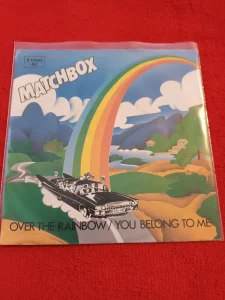 MATCHBOX
OVER THE RAINBOW / YOU BELONG TO ME